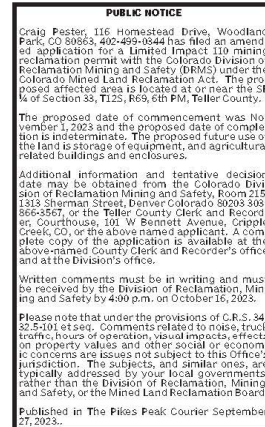 PUBLIC NOTICE
Craig Pester, 116 Homestead Drive, Woodland
Park, CO 80863, 402-499-0344 has filed an amend
ed application for a Limited Impact 110 mining
reclamation permit with the Colorado Division o
Reclamation Mining and Safety (DRMS) under the
Colorado Mined Land Reclamation Act. The pro
posed affected area is located at or near the SE
¼ of Section 33, T12S, R69, 6th PM, Teller County.
The proposed date of commencement was No
vember 1, 2023 and the proposed date of comple
tion is indeterminate. The proposed future use o
the land is storage of equipment, and agricultura
related buildings and enclosures.
Additional information and tentative decision
date may be obtained from the Colorado Divi
sion of Reclamation Mining and Safety, Room 215
1313 Sherman Street, Denver Colorado 80203 303
866-3567, or the Teller County Clerk and Record
er, Courthouse, 101 W Bennett Avenue, Cripple
Creek, CO, or the above named applicant. A com
plete copy of the application is available at the
above-named County Clerk and Recorder's office
and at the Division's office.
Written comments must be in writing and mus
be received by the Division of Reclamation, Min
ing and Safety by 4:00 p.m. on October 16, 2023.
Please note that under the provisions of C.R.S. 34
32.5-101 et seq. Comments related to noise, truck
traffic, hours of operation, visual impacts, effects
on property values and other social or econom
ic concerns are issues not subject to this Office's
jurisdiction. The subjects, and similar ones, are
typically addressed by your local governments
rather than the Division of Reclamation, Mining
and Safety, or the Mined Land Reclamation Board
Published in The Pikes Peak Courier September
27, 2023..